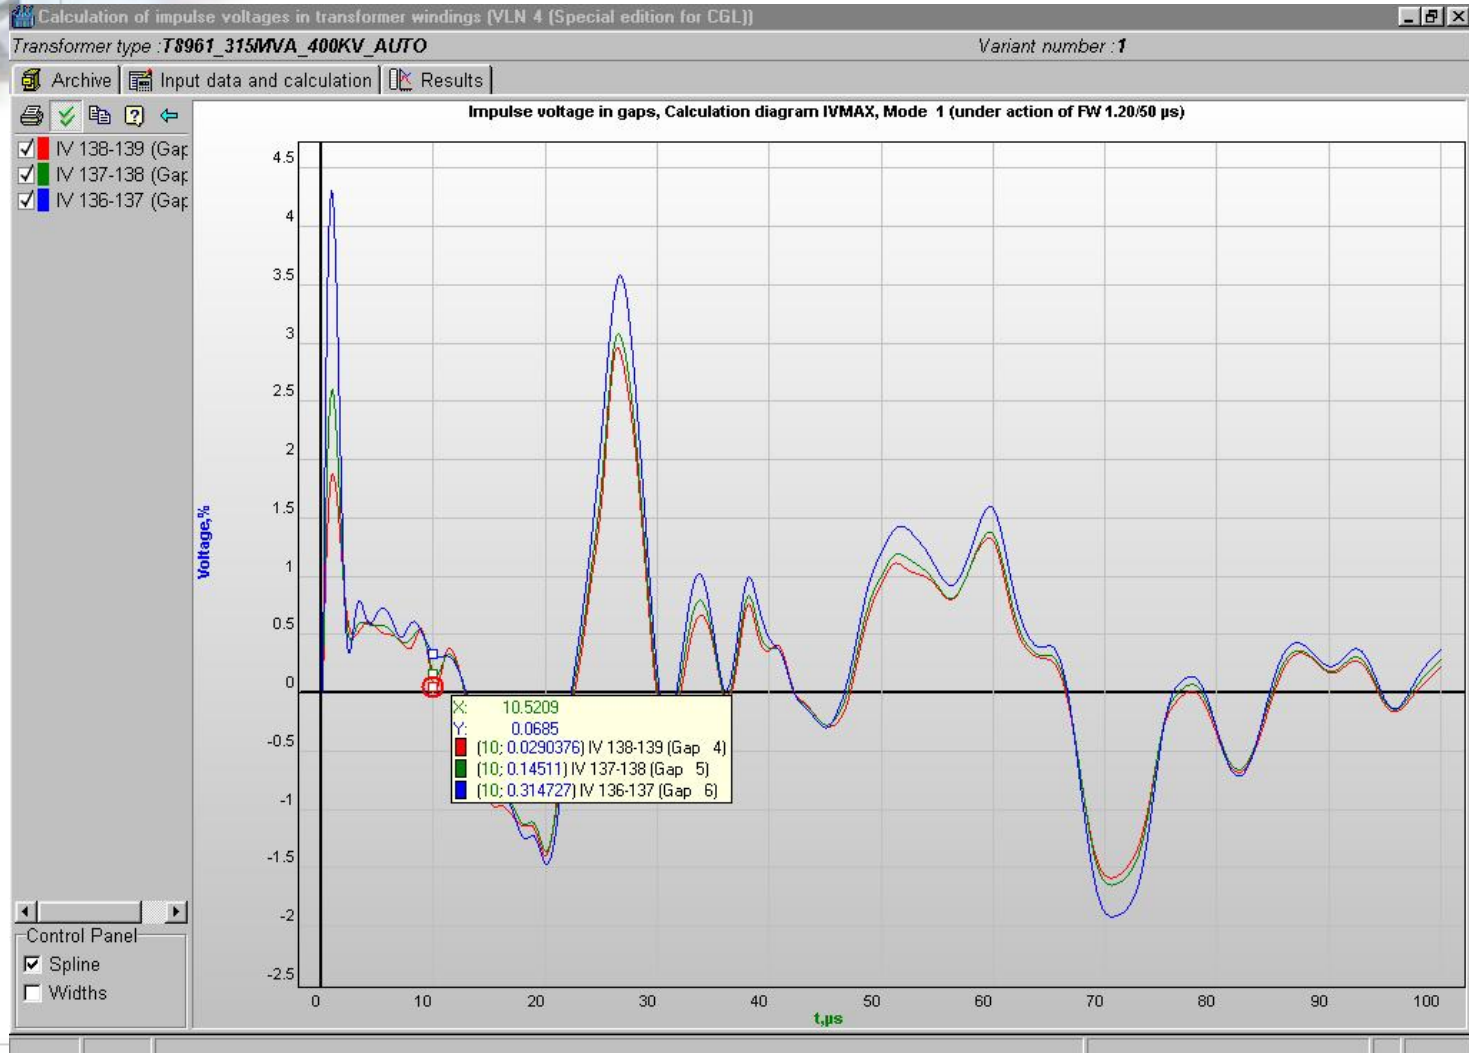 Calculation of impulse voltages in transformer windings (VLN 4 (Special edition for CGL))
Transformer type :T8961_315MVA_400KV_AUTO Variant number :1
Archive Input data and calculation Results
Impulse voltage in gaps, Calculation diagram IVMAX, Mode 1 (under action of FW 1.20/50 µs)
IV 138-139 (Gap
IV 137-138 (Gap
IV 136-137 (Gap
4.5
4
3.5
3
2.5
2
1.5
1
0.5
0
-0.5
-1
-1.5
-2
-2.5
Voltage,%
X: 10.5209
Y: 0.0685
(10; 0.0290376) IV 138-139 (Gap 4)
(10; 0.14511) IV 137-138 (Gap 5)
(10; 0.314727) IV 136-137 (Gap 6)
0 10 20 30 40 50 60 70 80 90 100
t,µs
Control Panel
Spline
Widths